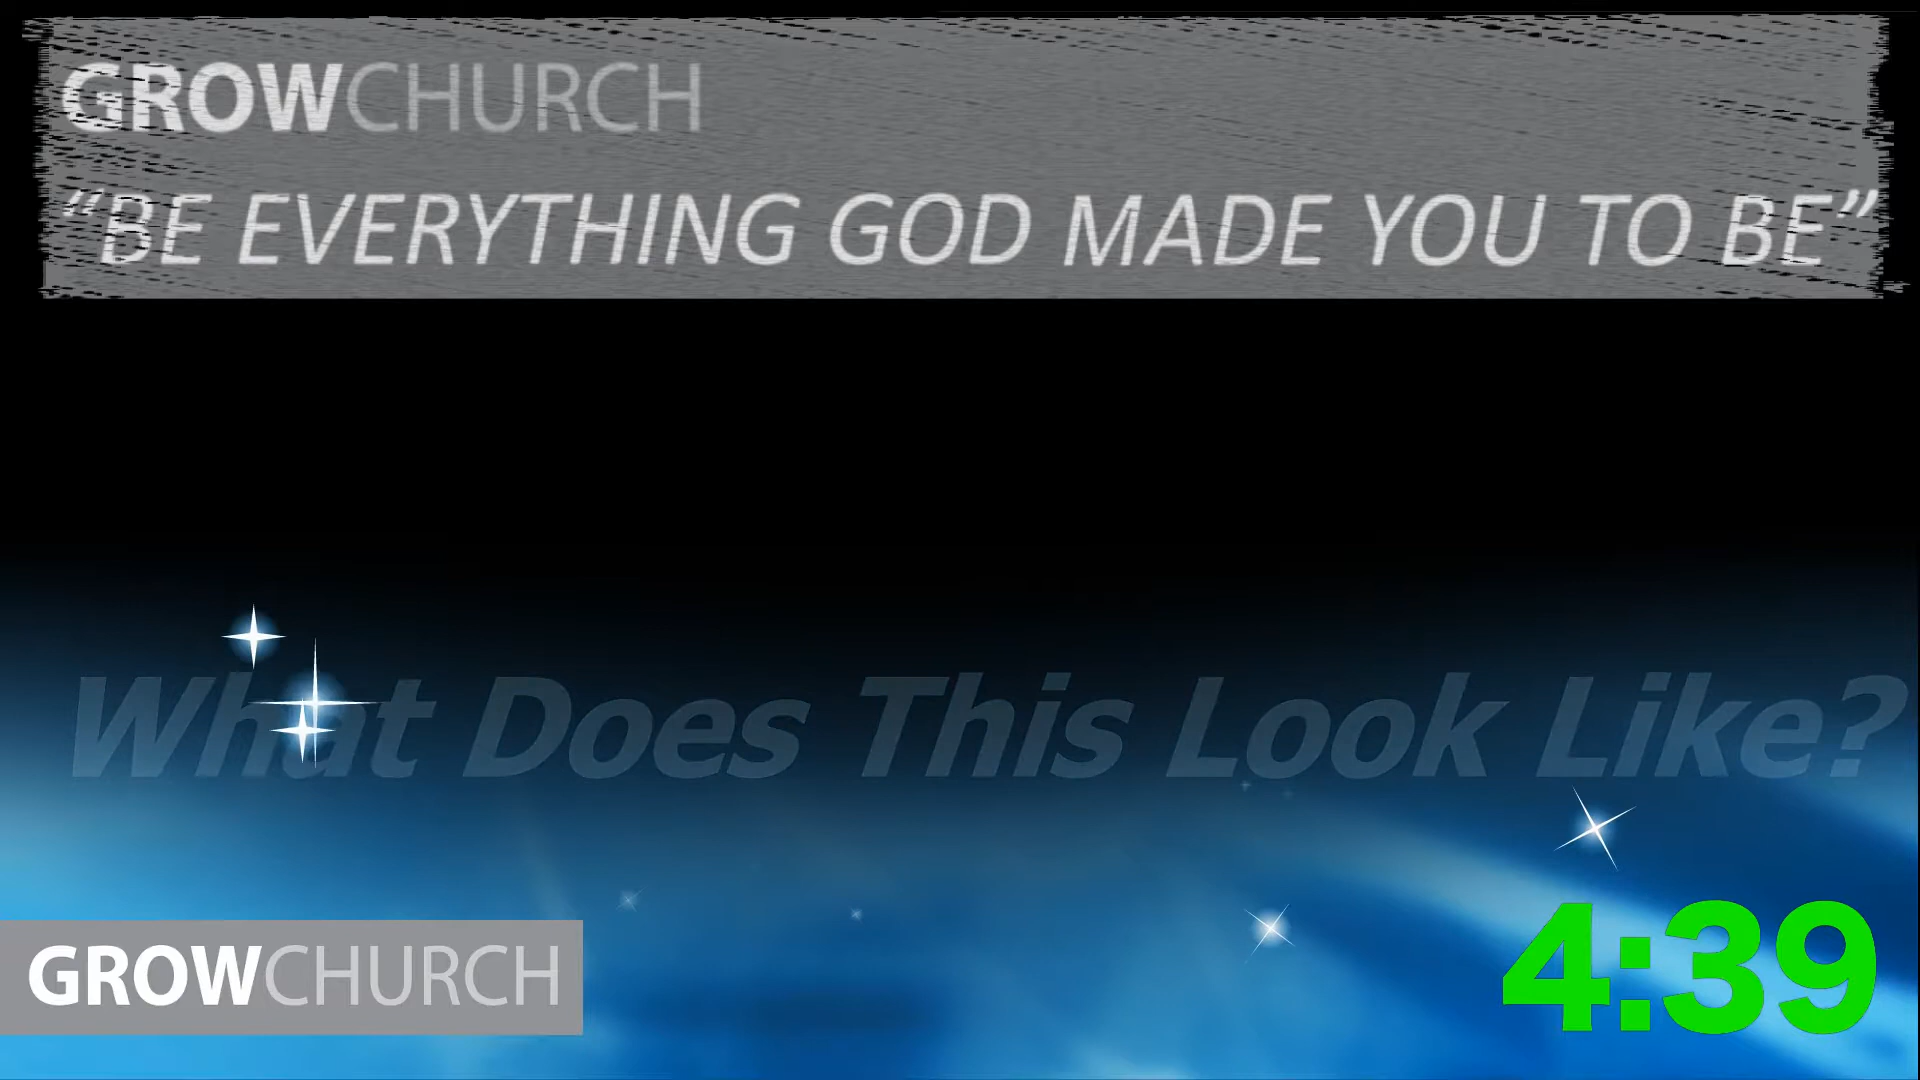 GROWCHURCH
“BE EVERYTHING GOD MADE YOU TO BE”
What Does This Look Like?
GROWCHURCH
4:39